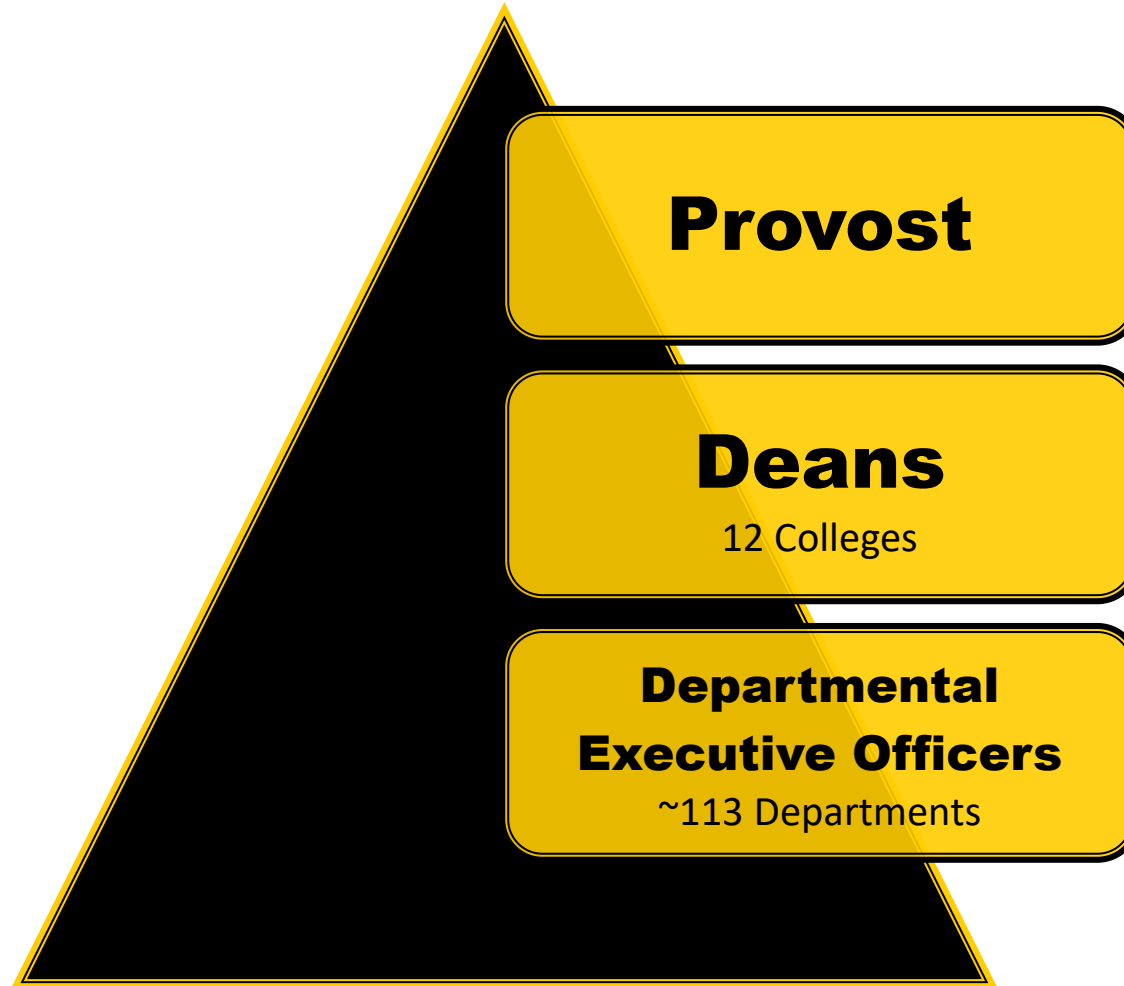 Provost
Deans
12 Colleges
Departmental
Executive Officers
~113 Departments